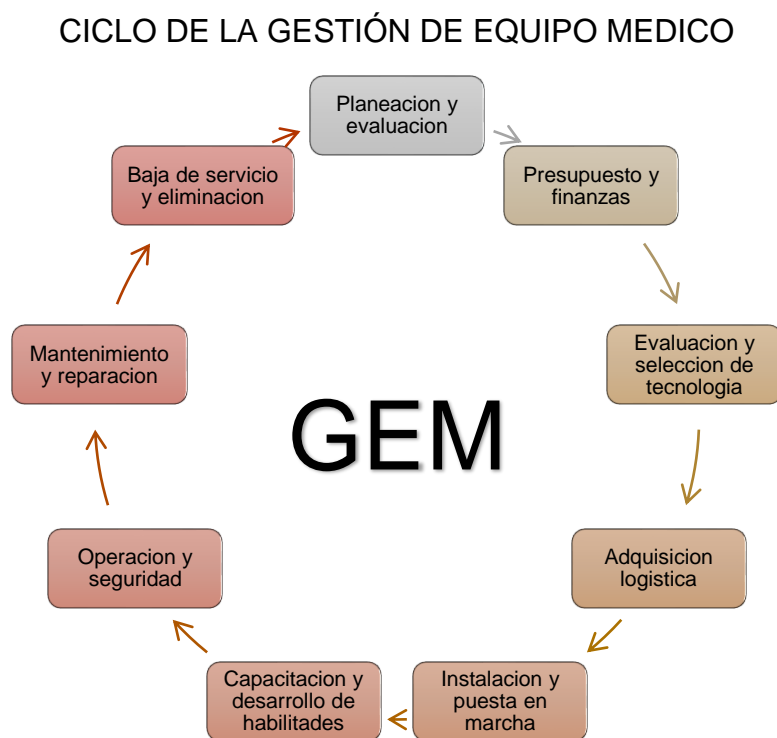 CICLO DE LA GESTIÓN DE EQUIPO MEDICO
Planeacion y
evaluacion
Presupuesto y
finanzas
Evaluacion y
seleccion de
tecnologia
Adquisicion
logistica
Instalacion y
puesta en
marcha
Capacitacion y
desarrollo de
habilitades
Operacion y
seguridad
Mantenimiento
y reparacion
Baja de servicio
y eliminacion
GEM